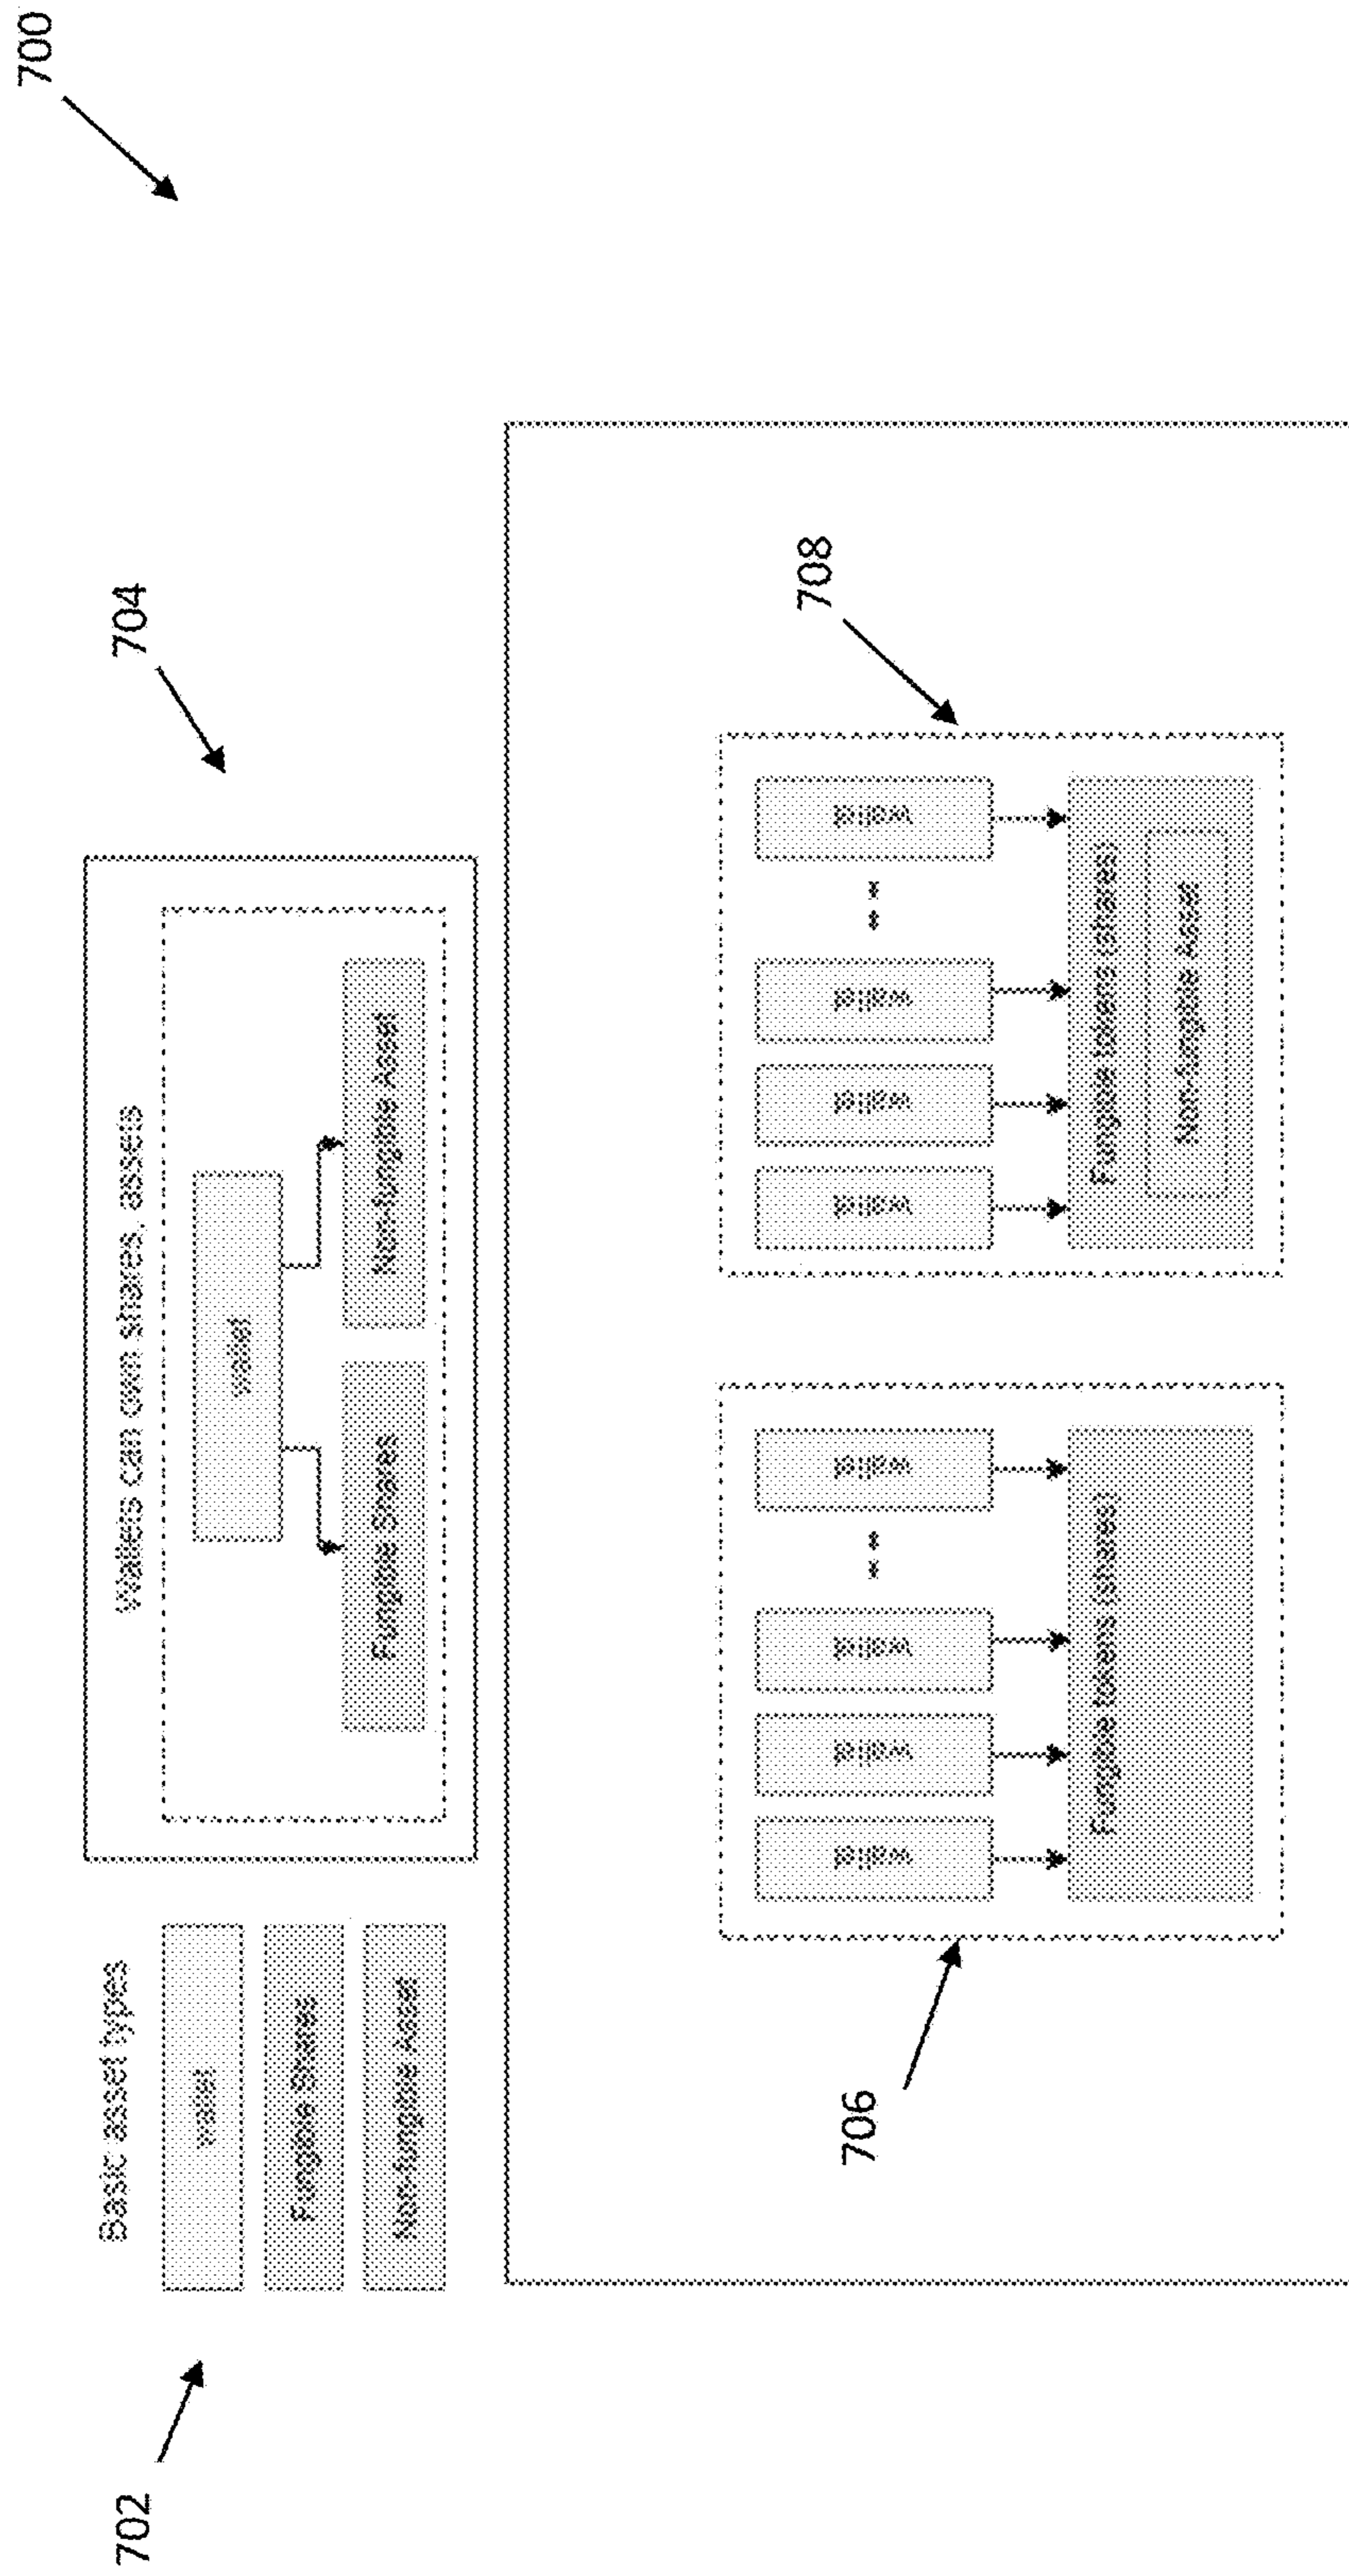 700
702
Basic asset types
wallet
Fungible Shares
Non-fungible Asset
704
Wallets can own shares, assets
wallet
Fungible Shares
Non-fungible Asset
706
wallet
wallet
wallet
wallet
Fungible tokens (shares)
708
wallet
wallet
wallet
wallet
Fungible tokens (shares)
Non-fungible Asset